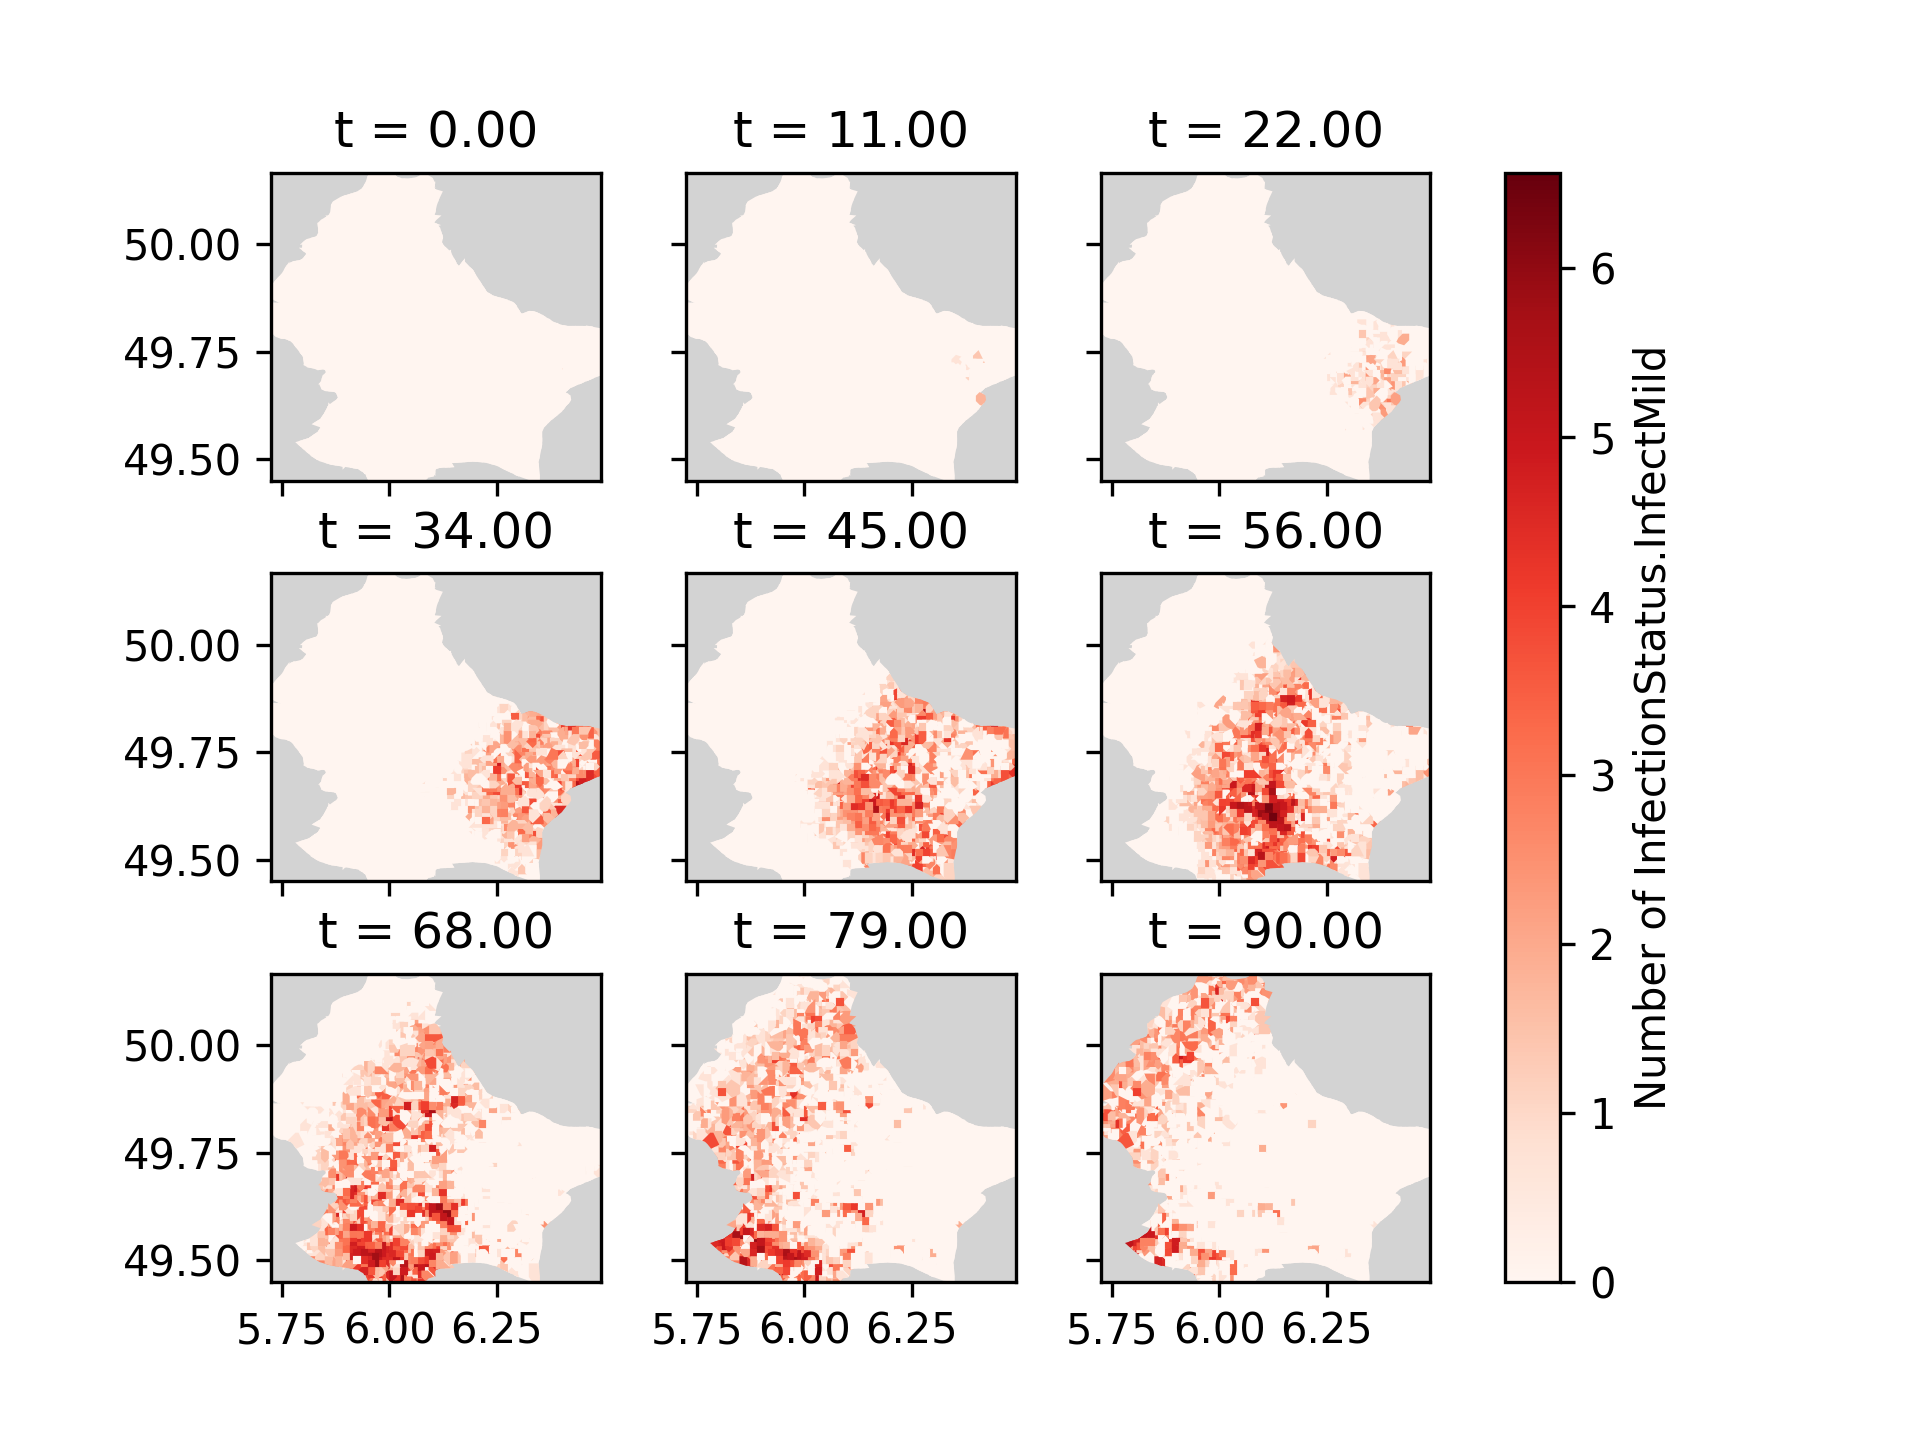 t = 0.00
t = 11.00
t = 22.00
50.00
49.75
49.50
t = 34.00
t = 45.00
t = 56.00
50.00
49.75
49.50
t = 68.00
t = 79.00
t = 90.00
50.00
49.75
49.50
5.75 6.00 6.25
5.75 6.00 6.25
5.75 6.00 6.25
6
5
4
3
2
1
0
Number of InfectionStatus.InfectMild